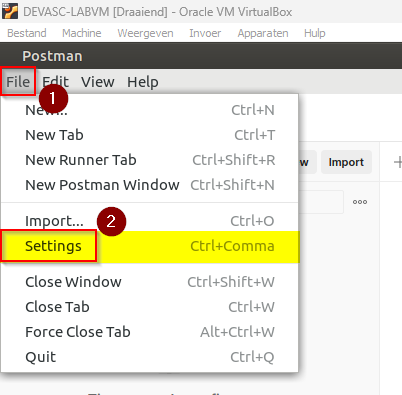 DEVASC-LABVM [Draaiend] - Oracle VM VirtualBox
Bestand Machine Weergeven Invoer Apparaten Help
Postman
File Edit View Help
1
New... Ctrl+N
New Tab Ctrl+T
New Runner Tab Ctrl+Shift+R
New Postman Window Ctrl+Shift+N
Import
Import... Ctrl+O
2
Settings Ctrl+Comma
Close Window Ctrl+Shift+W
Close Tab Ctrl+W
Force Close Tab Alt+Ctrl+W
Quit Ctrl+Q